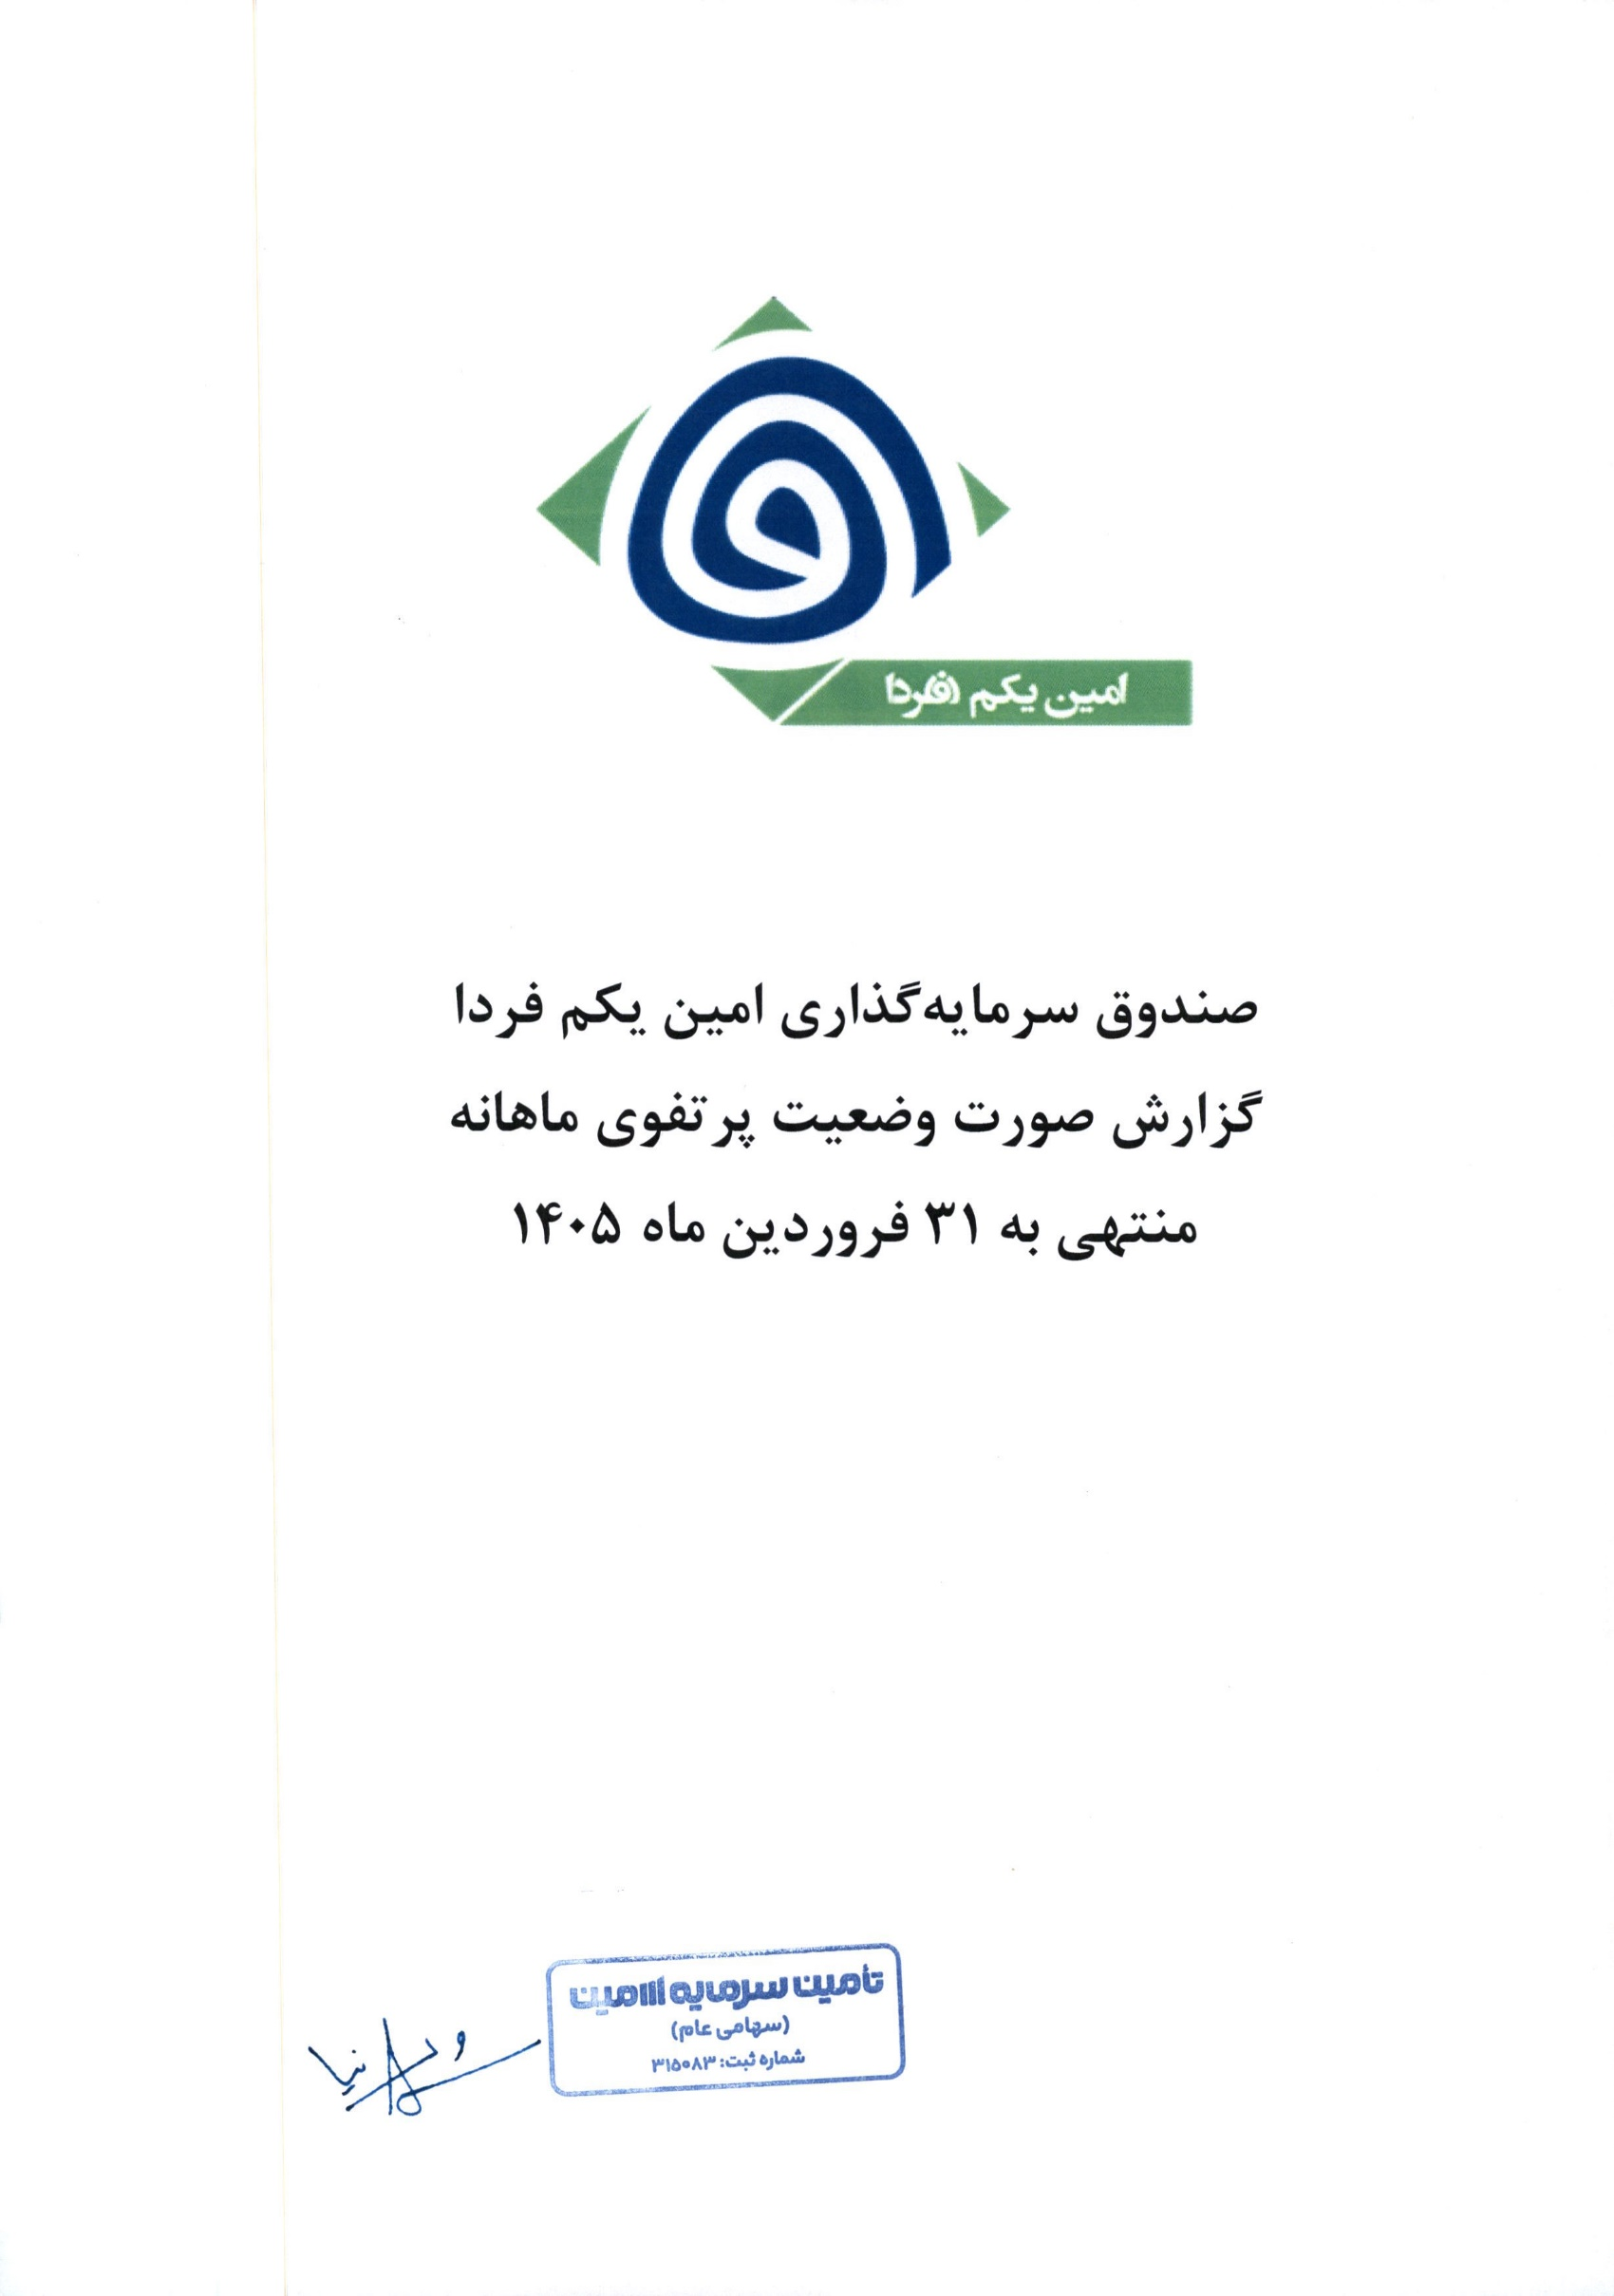 امین یکم فردا
صندوق سرمایه‌گذاری امین یکم فردا
گزارش صورت وضعیت پرتفوی ماهانه
منتهی به ۳۱ فروردین ماه ۱۴۰۵
تأمین سرمایه امین
(سهامی عام)
شماره ثبت: ۳۱۵۰۸۳